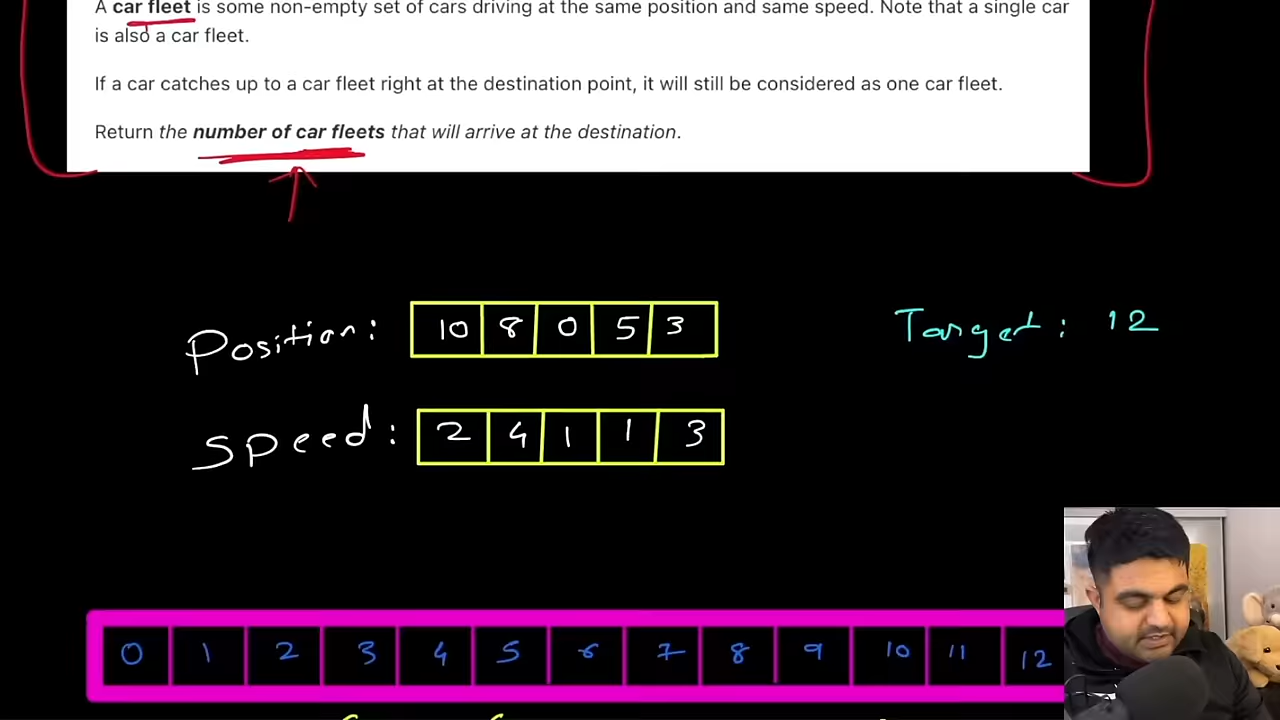 A car fleet is some non-empty set of cars driving at the same position and same speed. Note that a single car
is also a car fleet.
If a car catches up to a car fleet right at the destination point, it will still be considered as one car fleet.
Return the number of car fleets that will arrive at the destination.
Position: 10 8 0 5 3
Target: 12
Speed: 2 4 1 1 3
0 1 2 3 4 5 6 7 8 9 10 11 12